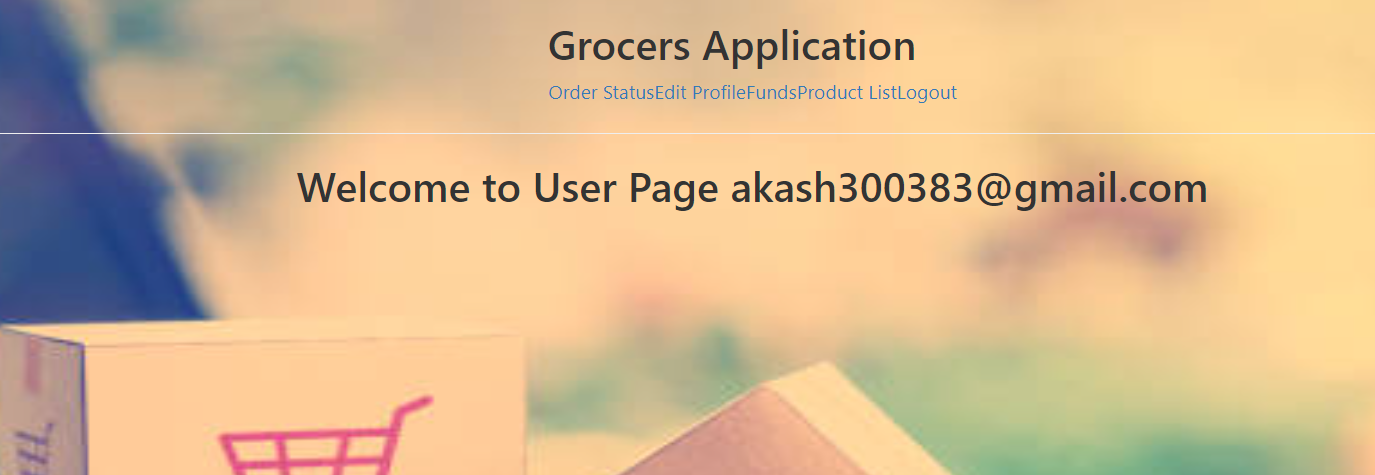 Grocers Application
Order StatusEdit ProfileFundsProduct ListLogout
Welcome to User Page akash300383@gmail.com